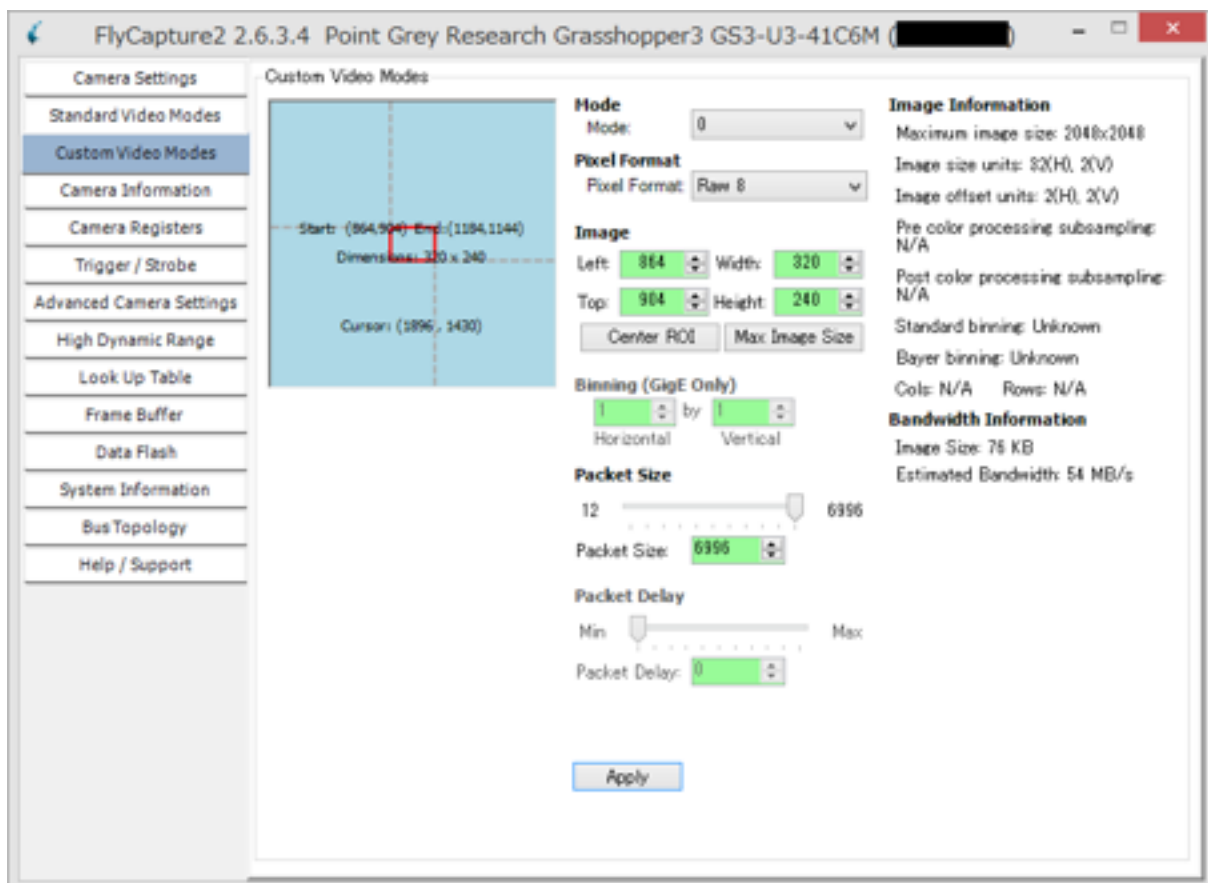 FlyCapture2 2.6.3.4 Point Grey Research Grasshopper3 GS3-U3-41C6M ( )
Camera Settings
Standard Video Modes
Custom Video Modes
Camera Information
Camera Registers
Trigger / Strobe
Advanced Camera Settings
High Dynamic Range
Look Up Table
Frame Buffer
Data Flash
System Information
Bus Topology
Help / Support
Custom Video Modes
Start: (864,904) End:(1184,1144)
Dimensions: 320 x 240
Cursor: (1896, 1430)
Mode
Mode: 0
Pixel Format
Pixel Format: Raw 8
Image
Left: 864 Width: 320
Top: 904 Height: 240
Center ROI Max Image Size
Binning (GigE Only)
1 by 1
Horizontal Vertical
Packet Size
12 6996
Packet Size: 6996
Packet Delay
Min Max
Packet Delay: 0
Apply
Image Information
Maximum image size: 2048x2048
Image size units: 32(H), 2(V)
Image offset units: 2(H), 2(V)
Pre color processing subsampling:
N/A
Post color processing subsampling:
N/A
Standard binning: Unknown
Bayer binning: Unknown
Cols: N/A Rows: N/A
Bandwidth Information
Image Size: 76 KB
Estimated Bandwidth: 54 MB/s